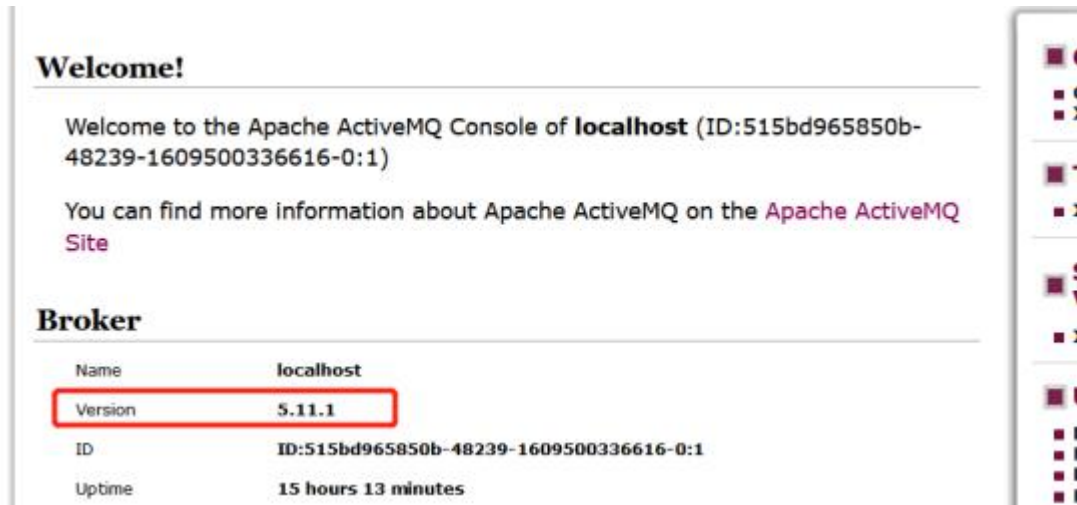 Welcome!
Welcome to the Apache ActiveMQ Console of localhost (ID:515bd965850b-
48239-1609500336616-0:1)
You can find more information about Apache ActiveMQ on the Apache ActiveMQ
Site
Broker
Name localhost
Version 5.11.1
ID ID:515bd965850b-48239-1609500336616-0:1
Uptime 15 hours 13 minutes